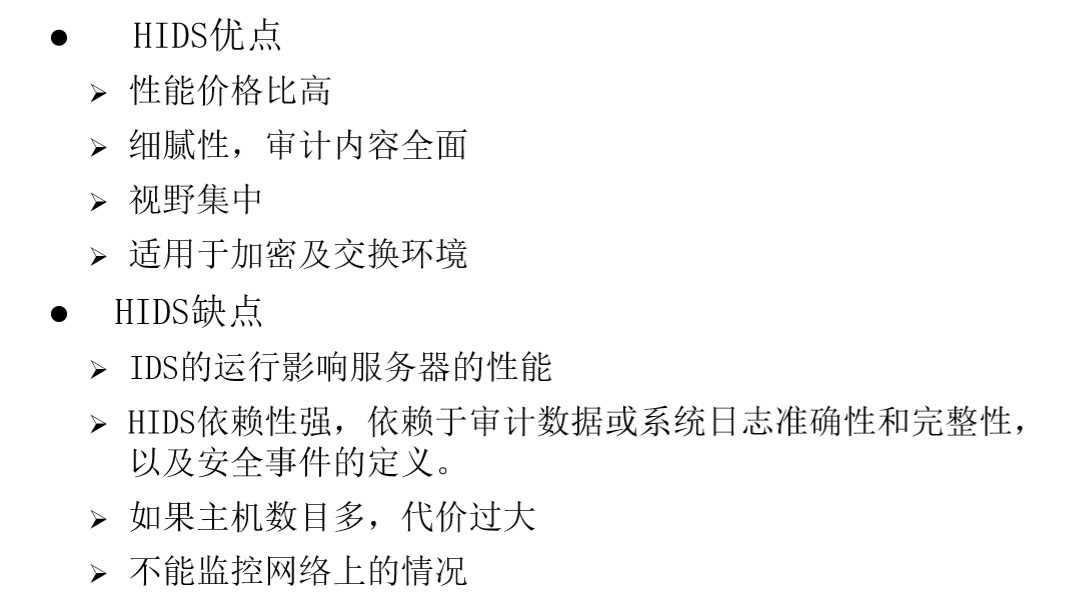 ● HIDS优点
➢ 性能价格比高
➢ 细腻性，审计内容全面
➢ 视野集中
➢ 适用于加密及交换环境
● HIDS缺点
➢ IDS的运行影响服务器的性能
➢ HIDS依赖性强，依赖于审计数据或系统日志准确性和完整性，
以及安全事件的定义。
➢ 如果主机数目多，代价过大
➢ 不能监控网络上的情况